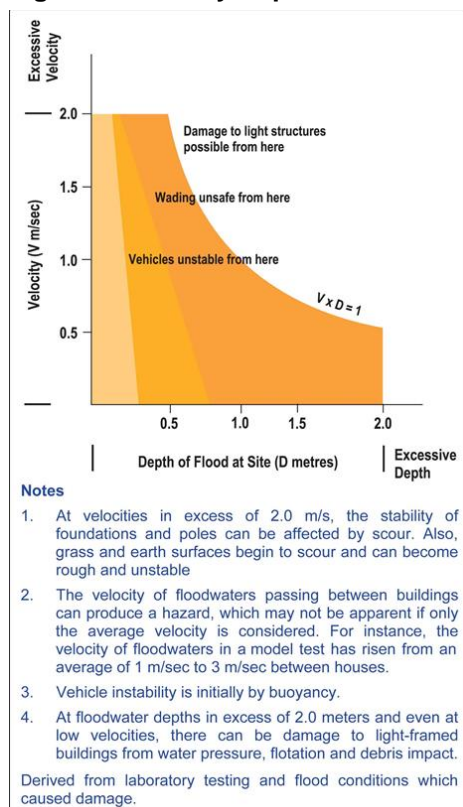 Excessive
Velocity
2.0
Damage to light structures
possible from here
1.5
Wading unsafe from here
Velocity (V m/sec)
1.0
Vehicles unstable from here
V x D = 1
0.5
0.5 1.0 1.5 2.0
Depth of Flood at Site (D metres)
Excessive
Depth
Notes
1. At velocities in excess of 2.0 m/s, the stability of
foundations and poles can be affected by scour. Also,
grass and earth surfaces begin to scour and can become
rough and unstable
2. The velocity of floodwaters passing between buildings
can produce a hazard, which may not be apparent if only
the average velocity is considered. For instance, the
velocity of floodwaters in a model test has risen from an
average of 1 m/sec to 3 m/sec between houses.
3. Vehicle instability is initially by buoyancy.
4. At floodwater depths in excess of 2.0 meters and even at
low velocities, there can be damage to light-framed
buildings from water pressure, flotation and debris impact.
Derived from laboratory testing and flood conditions which
caused damage.